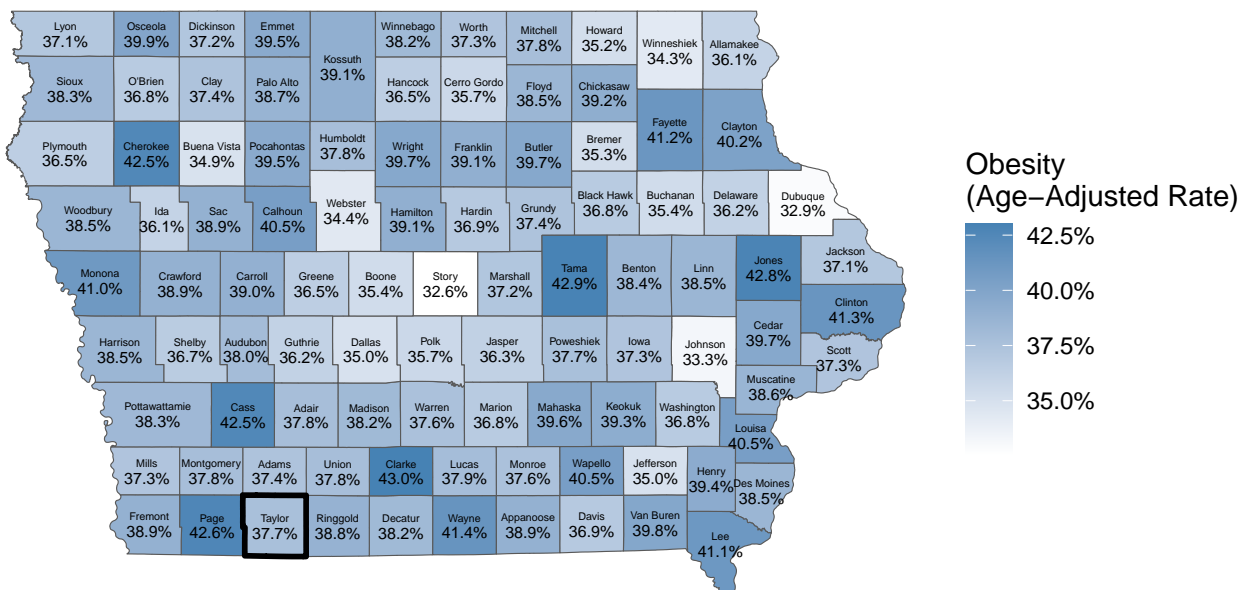 Lyon
37.1%
Osceola
39.9%
Dickinson
37.2%
Emmet
39.5%
Kossuth
39.1%
Winnebago
38.2%
Worth
37.3%
Mitchell
37.8%
Howard
35.2%
Winneshiek
34.3%
Allamakee
36.1%
Sioux
38.3%
O'Brien
36.8%
Clay
37.4%
Palo Alto
38.7%
Hancock
36.5%
Cerro Gordo
35.7%
Floyd
38.5%
Chickasaw
39.2%
Fayette
41.2%
Clayton
40.2%
Plymouth
36.5%
Cherokee
42.5%
Buena Vista
34.9%
Pocahontas
39.5%
Humboldt
37.8%
Wright
39.7%
Franklin
39.1%
Butler
39.7%
Bremer
35.3%
Woodbury
38.5%
Ida
36.1%
Sac
38.9%
Calhoun
40.5%
Webster
34.4%
Hamilton
39.1%
Hardin
36.9%
Grundy
37.4%
Black Hawk
36.8%
Buchanan
35.4%
Delaware
36.2%
Dubuque
32.9%
Monona
41.0%
Crawford
38.9%
Carroll
39.0%
Greene
36.5%
Boone
35.4%
Story
32.6%
Marshall
37.2%
Tama
42.9%
Benton
38.4%
Linn
38.5%
Jones
42.8%
Jackson
37.1%
Clinton
41.3%
Harrison
38.5%
Shelby
36.7%
Audubon
38.0%
Guthrie
36.2%
Dallas
35.0%
Polk
35.7%
Jasper
36.3%
Poweshiek
37.7%
Iowa
37.3%
Johnson
33.3%
Cedar
39.7%
Scott
37.3%
Muscatine
38.6%
Pottawattamie
38.3%
Cass
42.5%
Adair
37.8%
Madison
38.2%
Warren
37.6%
Marion
36.8%
Mahaska
39.6%
Keokuk
39.3%
Washington
36.8%
Louisa
40.5%
Mills
37.3%
Montgomery
37.8%
Adams
37.4%
Union
37.8%
Clarke
43.0%
Lucas
37.9%
Monroe
37.6%
Wapello
40.5%
Jefferson
35.0%
Henry
39.4%
Des Moines
38.5%
Fremont
38.9%
Page
42.6%
Taylor
37.7%
Ringgold
38.8%
Decatur
38.2%
Wayne
41.4%
Appanoose
38.9%
Davis
36.9%
Van Buren
39.8%
Lee
41.1%
Obesity
(Age−Adjusted Rate)
42.5%
40.0%
37.5%
35.0%